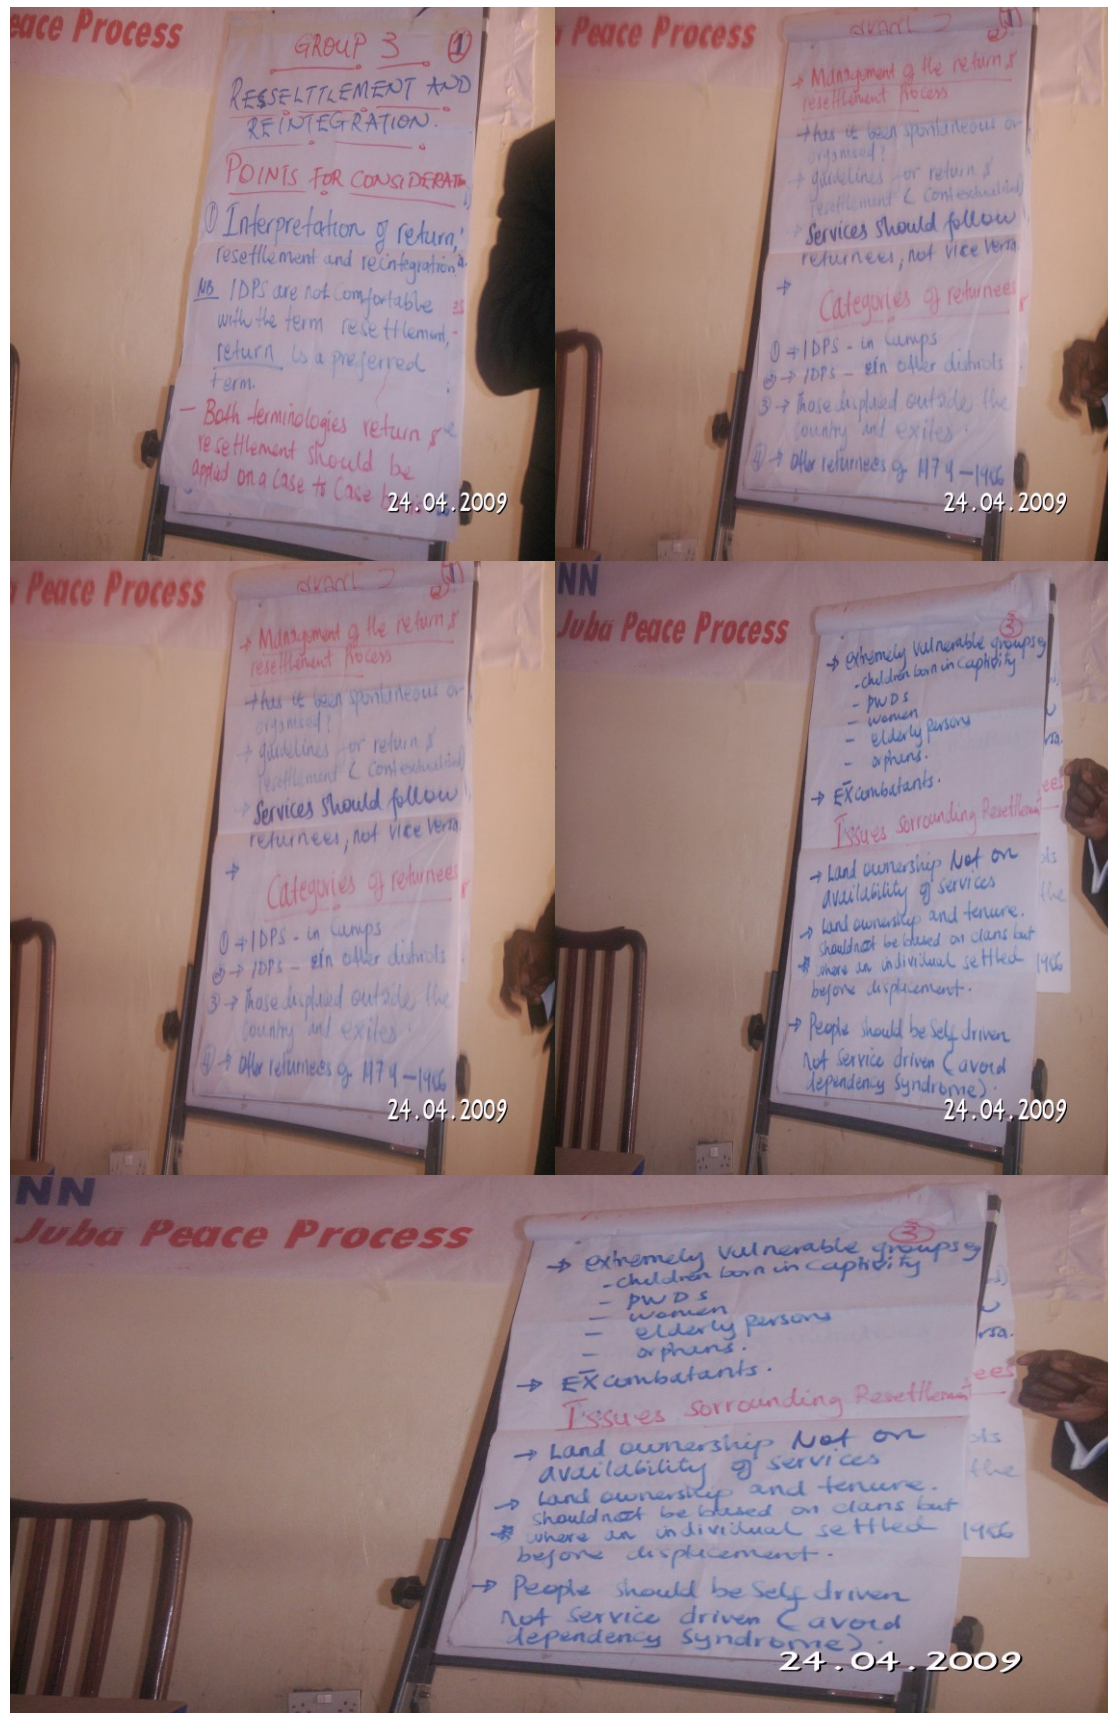 eace Process
GROUP 3 1
RESSELTTLEMENT AND
REINTEGRATION.
POINTS FOR CONSIDERAT
① Interpretation of return,
resettlement and reintegration
NB IDPS are not comfortable
with the term resettlement,
return is a preferred
term.
- Both terminologies return &
resettlement should be
applied on a case to case
24.04.2009
a Peace Process
→ Management of the return &
resettlement Process
→ has it been spontaneous or
organised?
→ guidelines for return &
resettlement (Contextualised)
→ Services should follow
returnees, not vice versa.
→
Categories of returnees
① → IDPS - in Camps
② → IDPS - in other districts
③ → Those displaced outside the
Country and exiles.
④ → other returnees
24.04.2009
a Peace Process
→ Management of the return &
resettlement Process
→ has it been spontaneous or
organised?
→ guidelines for return &
resettlement (Contextualised)
→ Services should follow
returnees, not vice versa.
→
Categories of returnees
① → IDPS - in Camps
② → IDPS - in other districts
③ → Those displaced outside the
Country and exiles.
④ → other returnees
24.04.2009
NN
Juba Peace Process
3
→ extremely vulnerable groups eg
- children born in captivity
- PWDS
- women
- elderly persons
- orphans.
→ EX combatants.
Issues sorrounding Resettlement
→ Land ownership Not on
availability of services
→ Land ownership and tenure.
should not be based on clans but
where an individual settled
before displacement.
→ People should be Self driven
Not Service driven (avoid
dependency Syndrome).
24.04.2009
NN
Juba Peace Process
3
→ extremely vulnerable groups eg
- children born in captivity
- PWDS
- women
- elderly persons
- orphans.
→ EX combatants.
Issues sorrounding Resettlement
→ Land ownership Not on
availability of services
→ Land ownership and tenure.
should not be based on clans but
where an individual settled
before displacement.
→ People should be Self driven
Not Service driven (avoid
dependency Syndrome).
24.04.2009